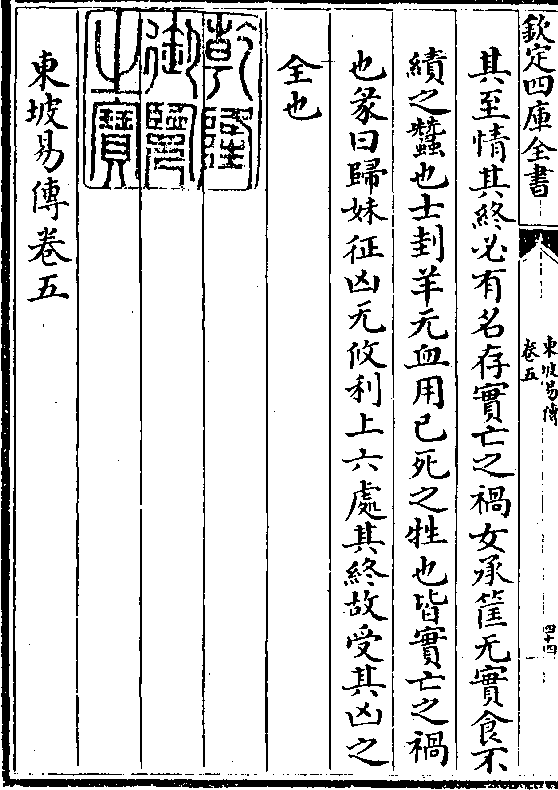 欽定四庫全書
東坡易傳
卷五
四十四
其至情其終必有名存實亡之禍女承筐无實食不
績之蠶也士刲羊无血用已死之牲也皆實亡之禍
也彖曰歸妹征凶无攸利上六處其終故受其凶之
全也
乾隆
御覽
之寶
東坡易傳卷五